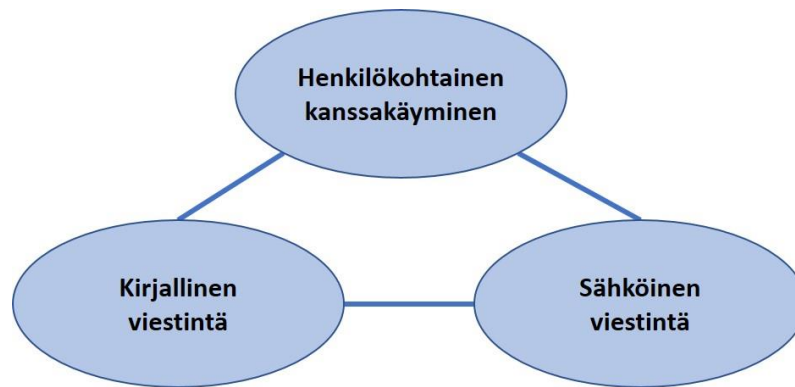 Henkilökohtainen
kanssakäyminen
Kirjallinen
viestintä
Sähköinen
viestintä